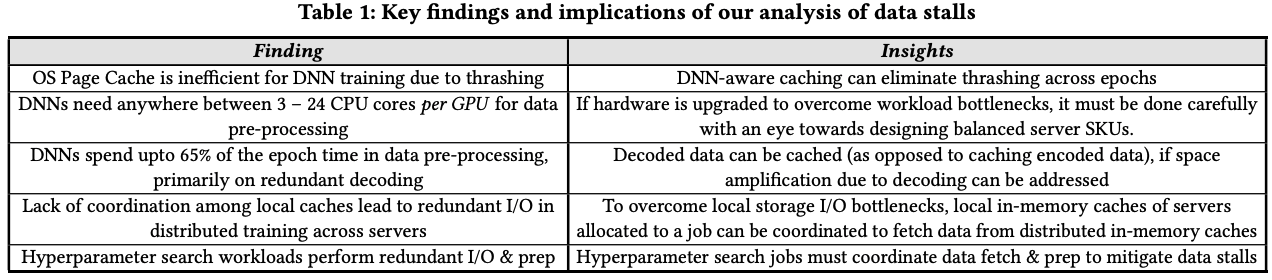 Table 1: Key findings and implications of our analysis of data stalls
Finding
Insights
OS Page Cache is inefficient for DNN training due to thrashing
DNN-aware caching can eliminate thrashing across epochs
DNNs need anywhere between 3 – 24 CPU cores per GPU for data
pre-processing
If hardware is upgraded to overcome workload bottlenecks, it must be done carefully
with an eye towards designing balanced server SKUs.
DNNs spend upto 65% of the epoch time in data pre-processing,
primarily on redundant decoding
Decoded data can be cached (as opposed to caching encoded data), if space
amplification due to decoding can be addressed
Lack of coordination among local caches lead to redundant I/O in
distributed training across servers
To overcome local storage I/O bottlenecks, local in-memory caches of servers
allocated to a job can be coordinated to fetch data from distributed in-memory caches
Hyperparameter search workloads perform redundant I/O & prep
Hyperparameter search jobs must coordinate data fetch & prep to mitigate data stalls